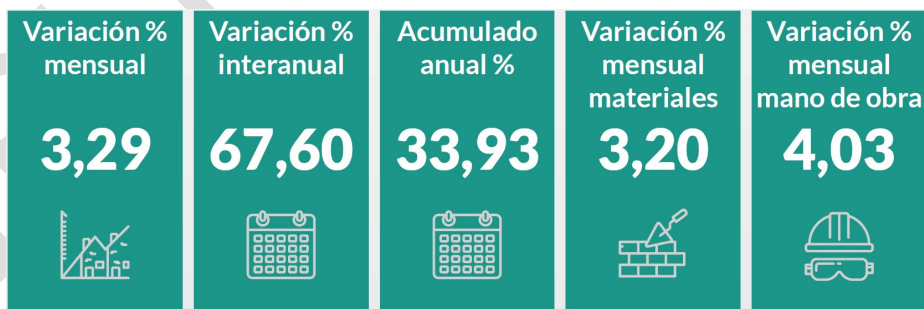 Variación %
mensual
3,29
Variación %
interanual
67,60
Acumulado
anual %
33,93
Variación %
mensual
materiales
3,20
Variación %
mensual
mano de obra
4,03